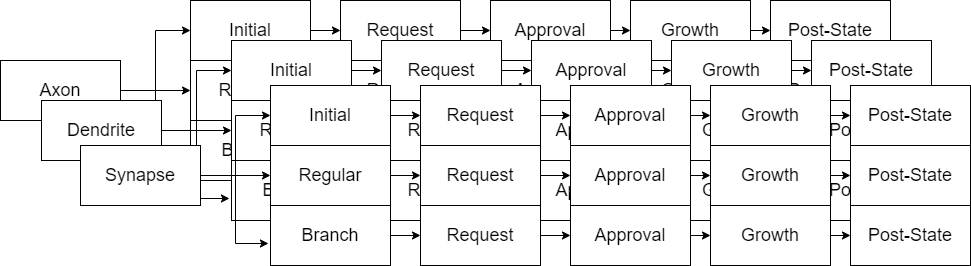 Initial Request Approval Growth Post-State
Initial Request Approval Growth Post-State
Axon
Initial Request Approval Growth Post-State
Dendrite
Synapse Regular Request Approval Growth Post-State
Branch Request Approval Growth Post-State